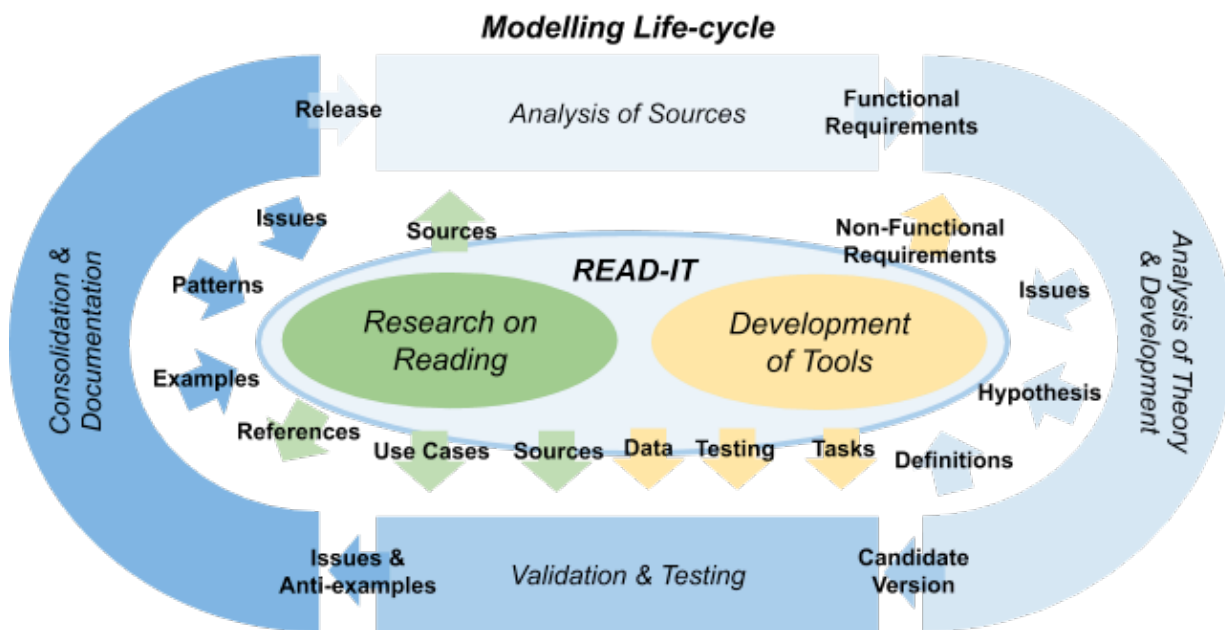 Modelling Life-cycle
Release
Analysis of Sources
Functional
Requirements
Issues
Sources
Non-Functional
Requirements
READ-IT
Patterns
Issues
Research on
Reading
Development
of Tools
Consolidation &
Documentation
Analysis of Theory
& Development
Examples
Hypothesis
References
Use Cases
Sources
Data
Testing
Tasks
Definitions
Issues &
Anti-examples
Validation & Testing
Candidate
Version